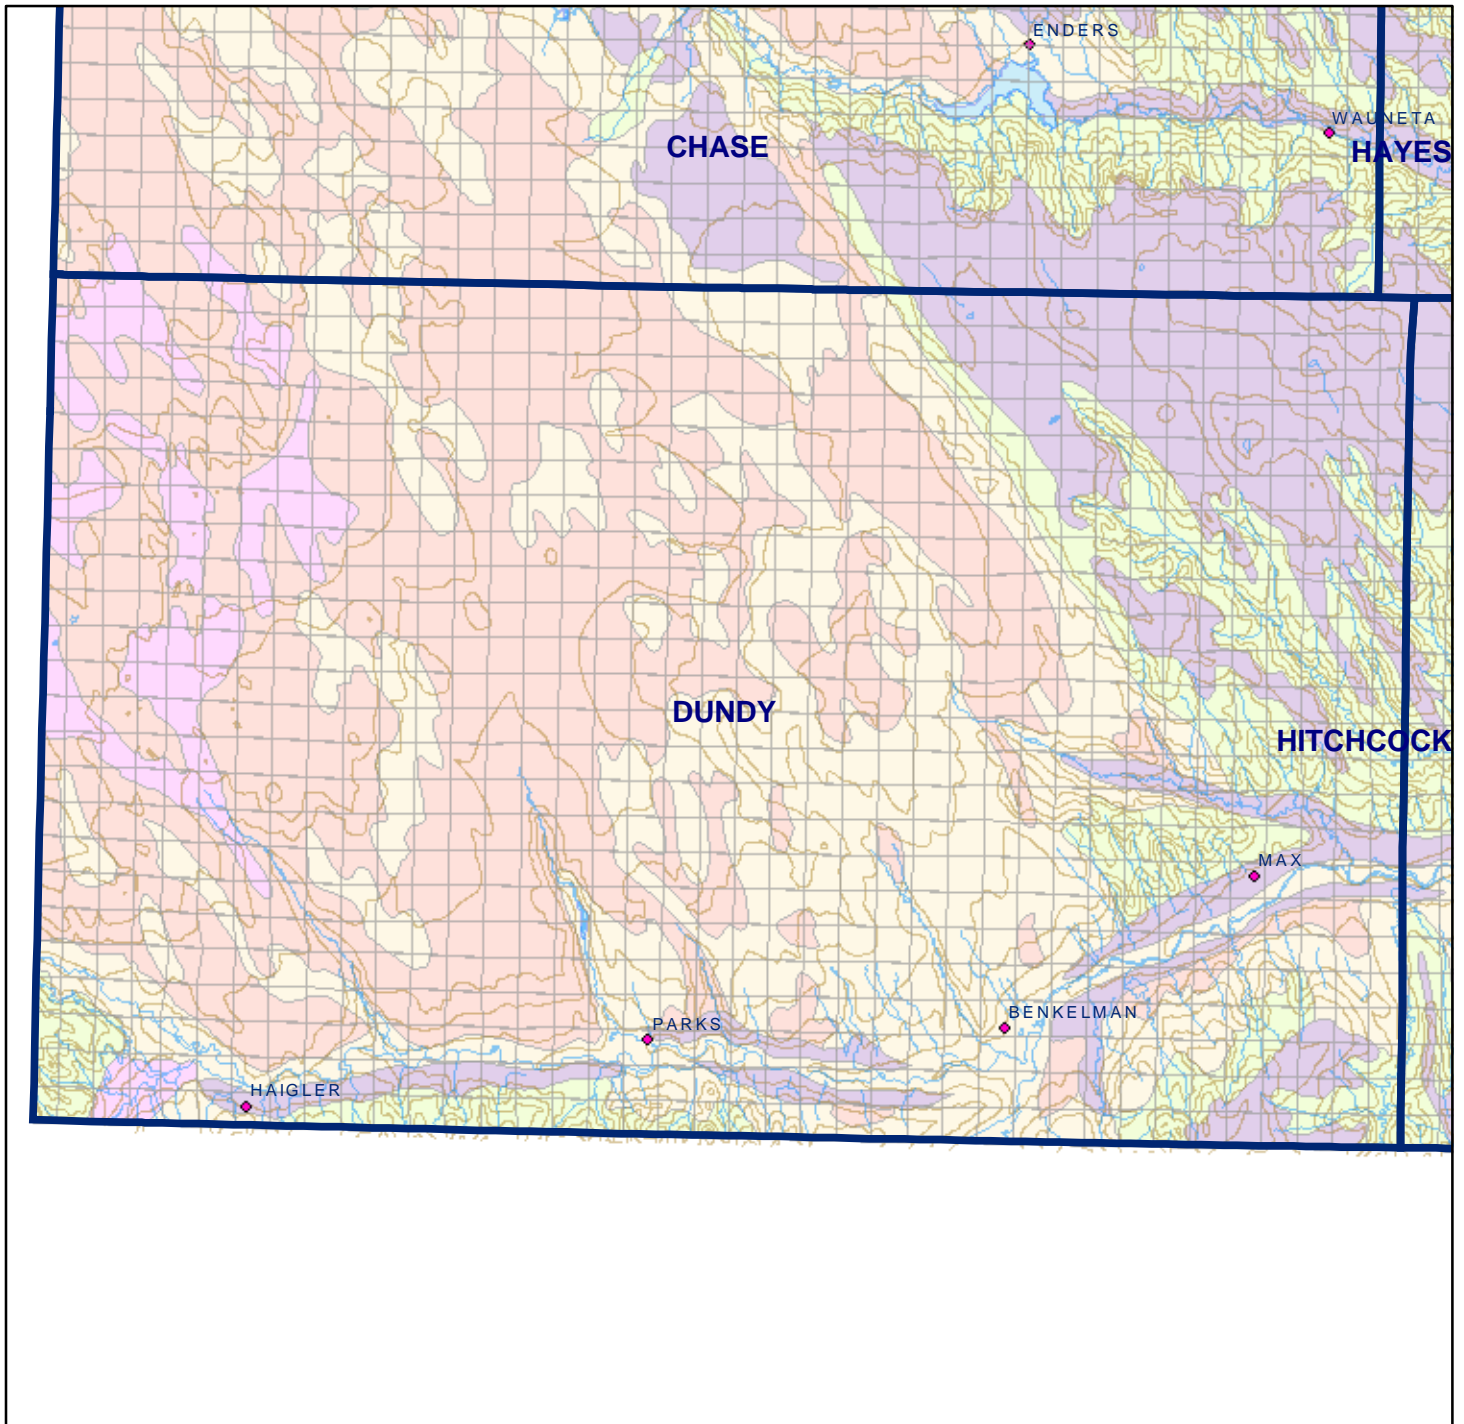 ENDERS
WAUNETA
CHASE
HAYES
DUNDY
HITCHCOCK
MAX
BENKELMAN
PARKS
HAIGLER